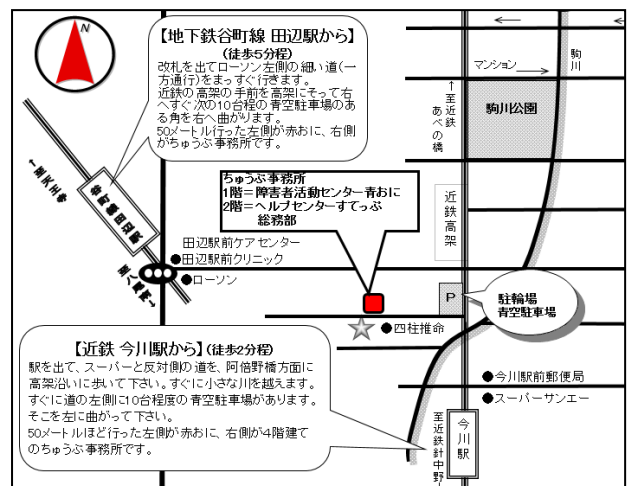 N
【地下鉄谷町線 田辺駅から】
(徒歩5分程)
改札を出てローソン左側の細い道(一
方通行)をまっすぐ行きます。
近鉄の高架の手前を高架にそって右
へすぐ次の10台程の青空駐車場のあ
る角を右へ曲がります。
50メートル行った左側が赤おに、右側
がちゅうぶ事務所です。
←至天王寺
谷町線田辺駅
至八尾南→
マンション
駒川
駒川公園
←至近鉄
あべの橋
近鉄高架
ちゅうぶ事務所
1階=障害者活動センター青おに
2階=ヘルプセンターすてっぷ
総務部
田辺駅前ケアセンター
●田辺駅前クリニック
●ローソン
P
駐輪場
青空駐車場
●四柱推命
【近鉄 今川駅から】(徒歩2分程)
駅を出て、スーパーと反対側の道を、阿倍野橋方面に
高架沿いに歩いて下さい。すぐに小さな川を越えます。
すぐに道の左側に10台程度の青空駐車場があります。
そこを左に曲がって下さい。
50メートルほど行った左側が赤おに、右側が4階建て
のちゅうぶ事務所です。
●今川駅前郵便局
●スーパーサンエー
今川駅
至近鉄針中野→